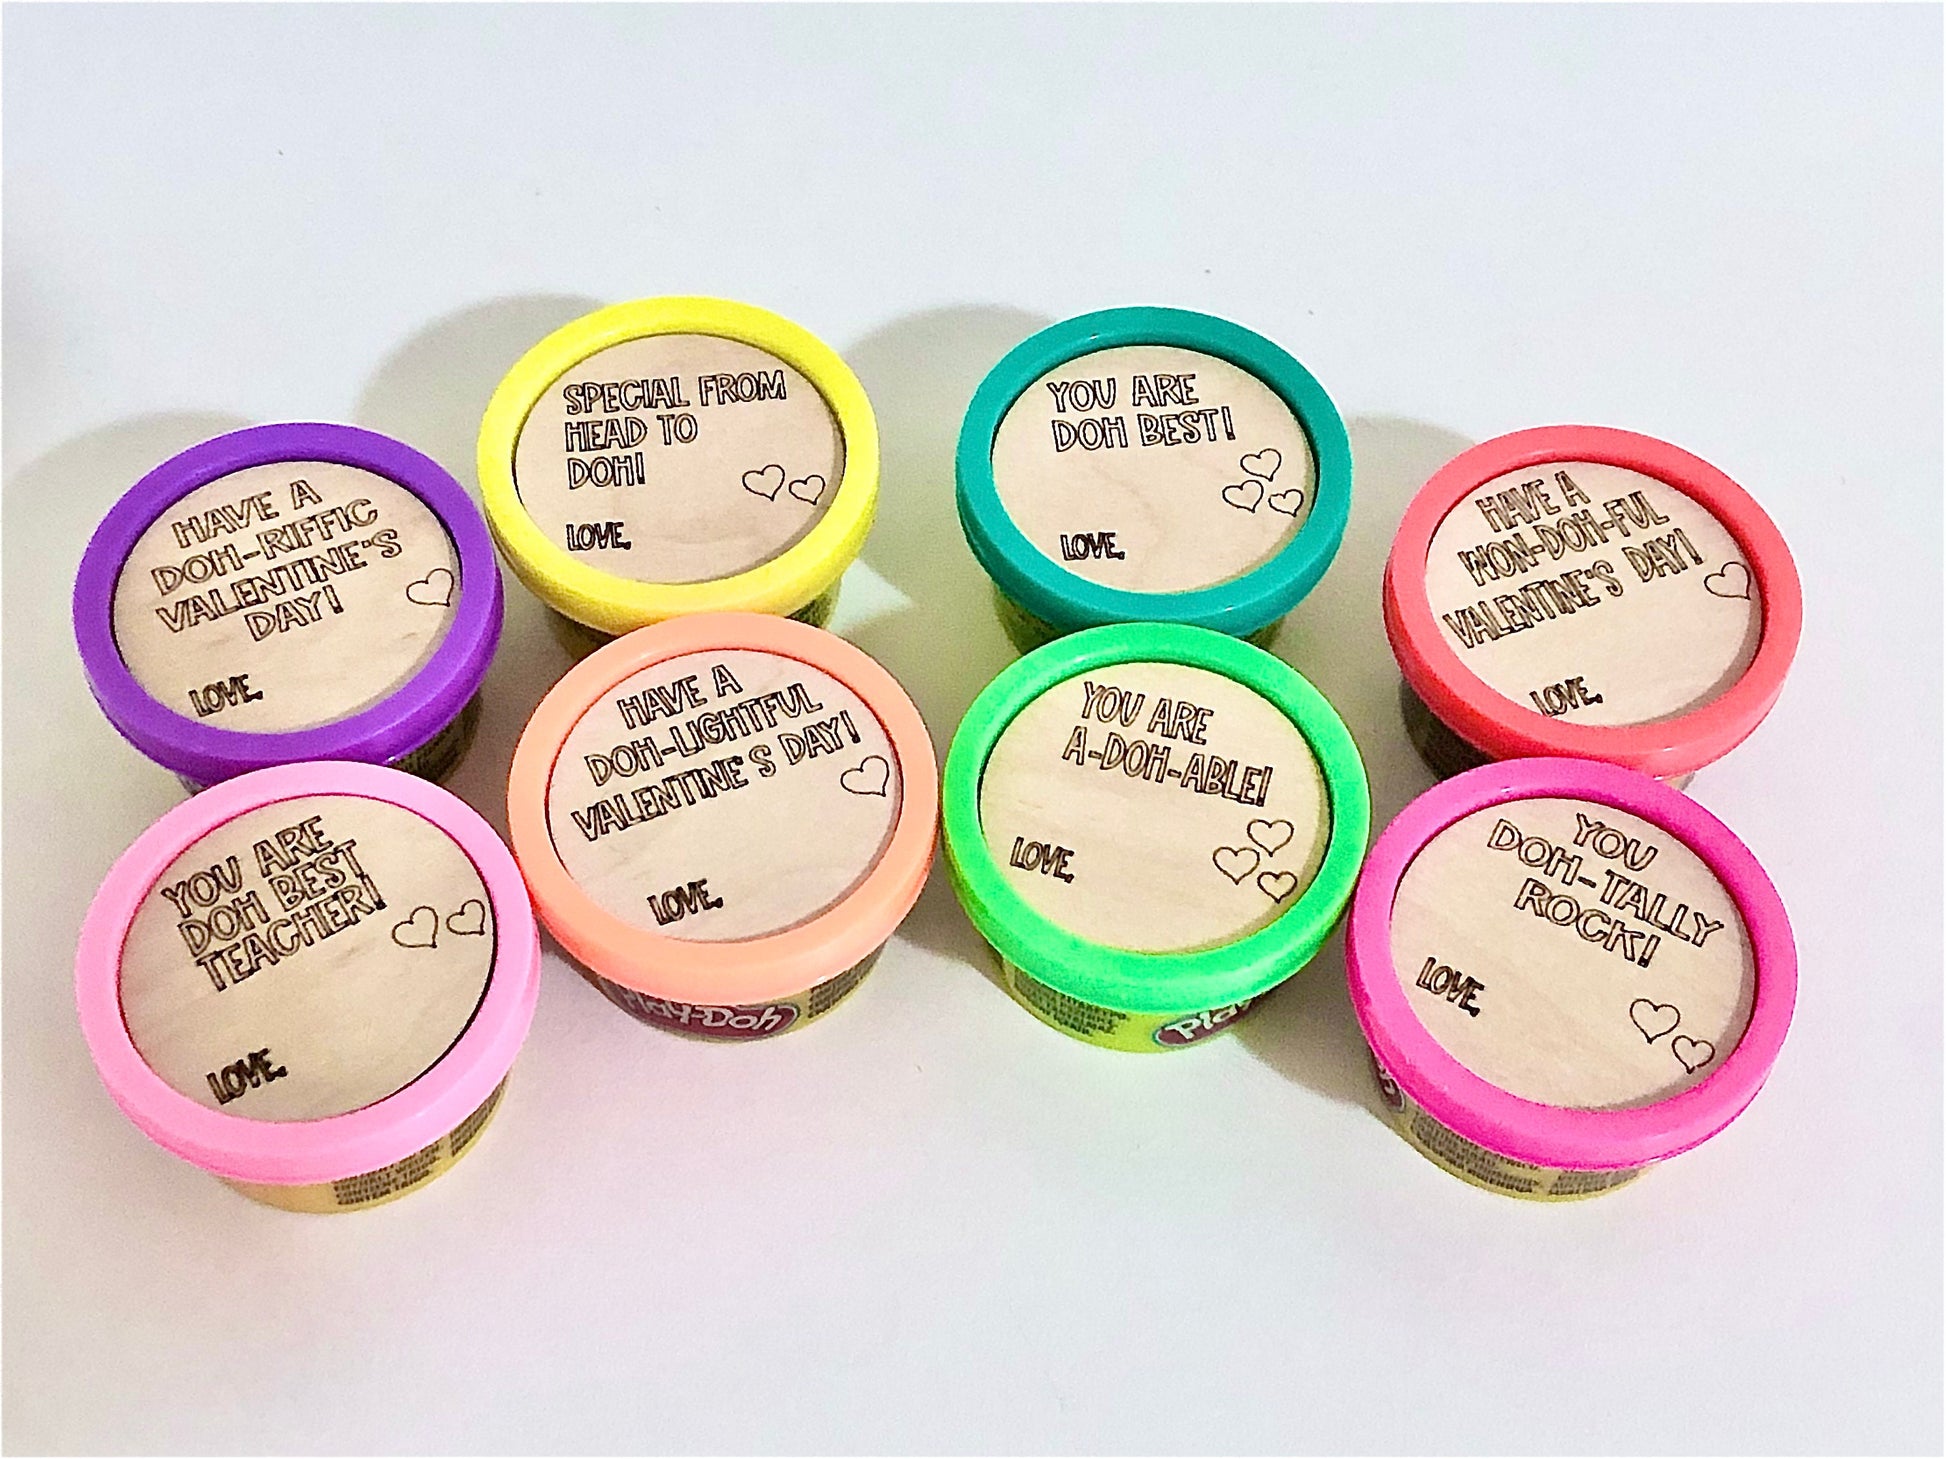 SPECIAL FROM
HEAD TO
DOH!
LOVE,
YOU ARE
DOH BEST!
LOVE,
HAVE A
DOH-RIFFIC
VALENTINE'S
DAY!
LOVE,
HAVE A
WON-DOH-FUL
VALENTINE'S DAY!
LOVE,
HAVE A
DOH-LIGHTFUL
VALENTINE'S DAY!
LOVE,
Play-Doh
YOU ARE
A-DOH-ABLE!
LOVE,
YOU ARE
DOH BEST
TEACHER!
LOVE,
YOU
DOH-TALLY
ROCK!
LOVE,